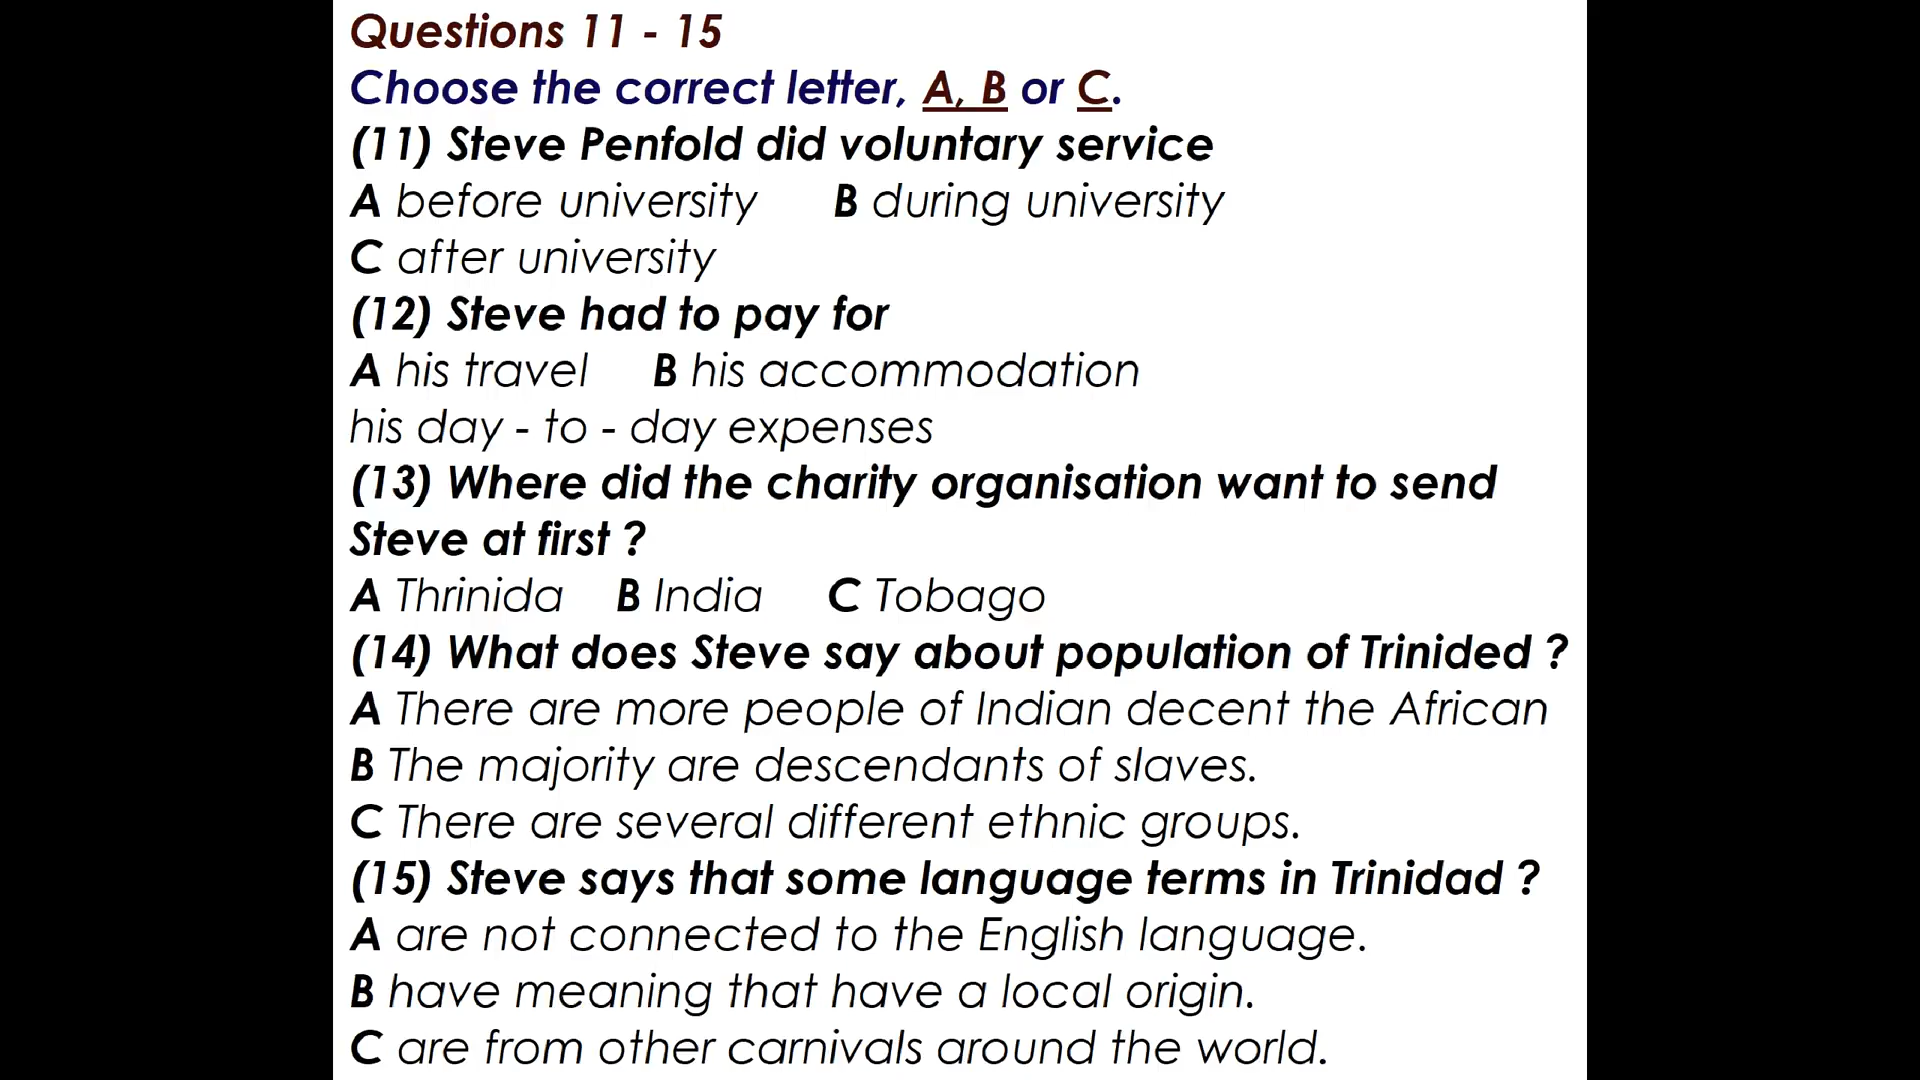 Questions 11 - 15
Choose the correct letter, A, B or C.
(11) Steve Penfold did voluntary service
A before university B during university
C after university
(12) Steve had to pay for
A his travel B his accommodation
his day - to - day expenses
(13) Where did the charity organisation want to send
Steve at first ?
A Thrinida B India C Tobago
(14) What does Steve say about population of Trinided ?
A There are more people of Indian decent the African
B The majority are descendants of slaves.
C There are several different ethnic groups.
(15) Steve says that some language terms in Trinidad ?
A are not connected to the English language.
B have meaning that have a local origin.
C are from other carnivals around the world.